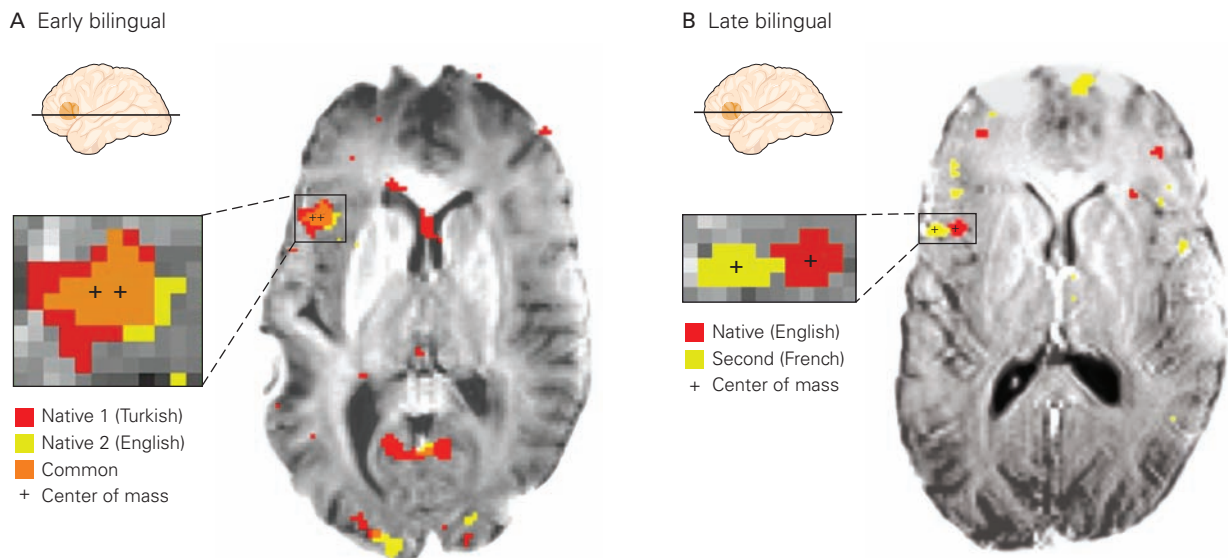 A Early bilingual
Native 1 (Turkish)
Native 2 (English)
Common
+ Center of mass
B Late bilingual
Native (English)
Second (French)
+ Center of mass